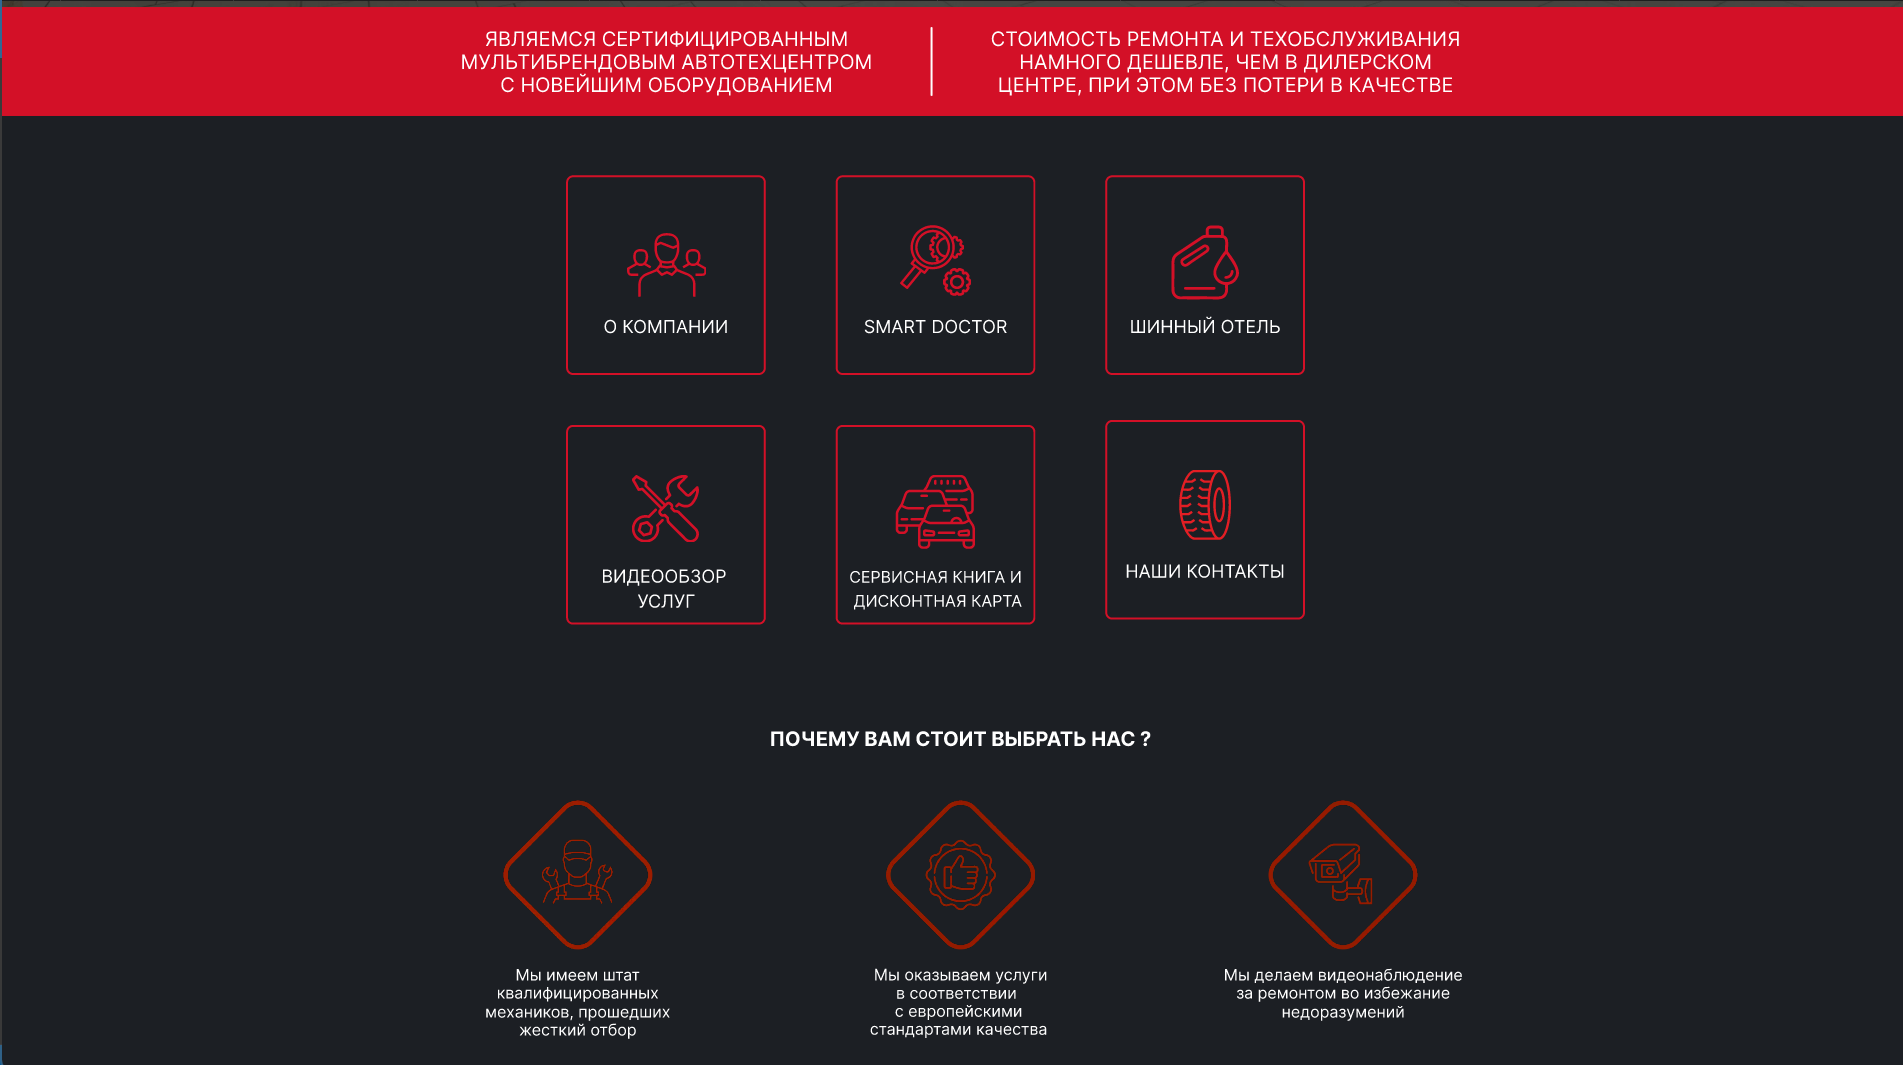 ЯВЛЯЕМСЯ СЕРТИФИЦИРОВАННЫМ
МУЛЬТИБРЕНДОВЫМ АВТОТЕХЦЕНТРОМ
С НОВЕЙШИМ ОБОРУДОВАНИЕМ
СТОИМОСТЬ РЕМОНТА И ТЕХОБСЛУЖИВАНИЯ
НАМНОГО ДЕШЕВЛЕ, ЧЕМ В ДИЛЕРСКОМ
ЦЕНТРЕ, ПРИ ЭТОМ БЕЗ ПОТЕРИ В КАЧЕСТВЕ
О КОМПАНИИ
SMART DOCTOR
ШИННЫЙ ОТЕЛЬ
ВИДЕООБЗОР
УСЛУГ
СЕРВИСНАЯ КНИГА И
ДИСКОНТНАЯ КАРТА
НАШИ КОНТАКТЫ
ПОЧЕМУ ВАМ СТОИТ ВЫБРАТЬ НАС ?
Мы имеем штат
квалифицированных
механиков, прошедших
жесткий отбор
Мы оказываем услуги
в соответствии
с европейскими
стандартами качества
Мы делаем видеонаблюдение
за ремонтом во избежание
недоразумений